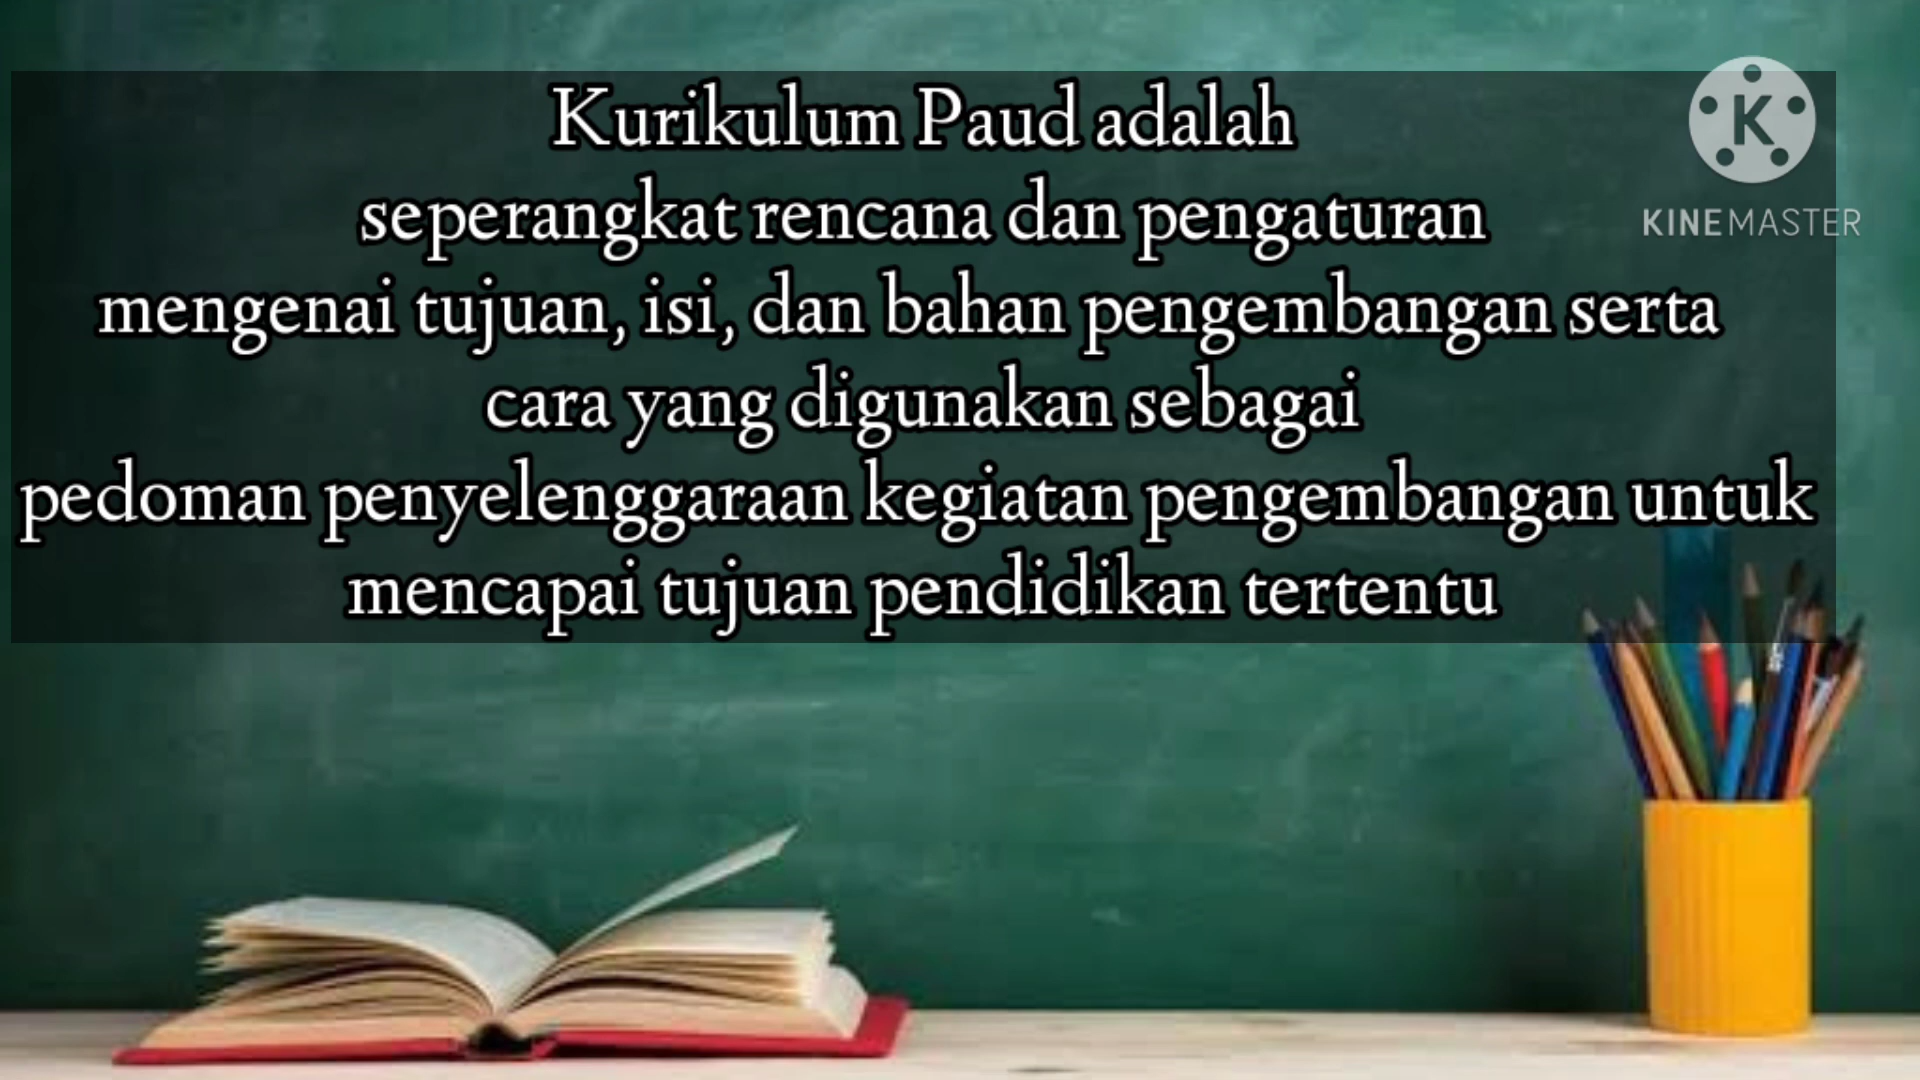 Kurikulum Paud adalah
seperangkat rencana dan pengaturan
mengenai tujuan, isi, dan bahan pengembangan serta
cara yang digunakan sebagai
pedoman penyelenggaraan kegiatan pengembangan untuk
mencapai tujuan pendidikan tertentu
K
KINEMASTER